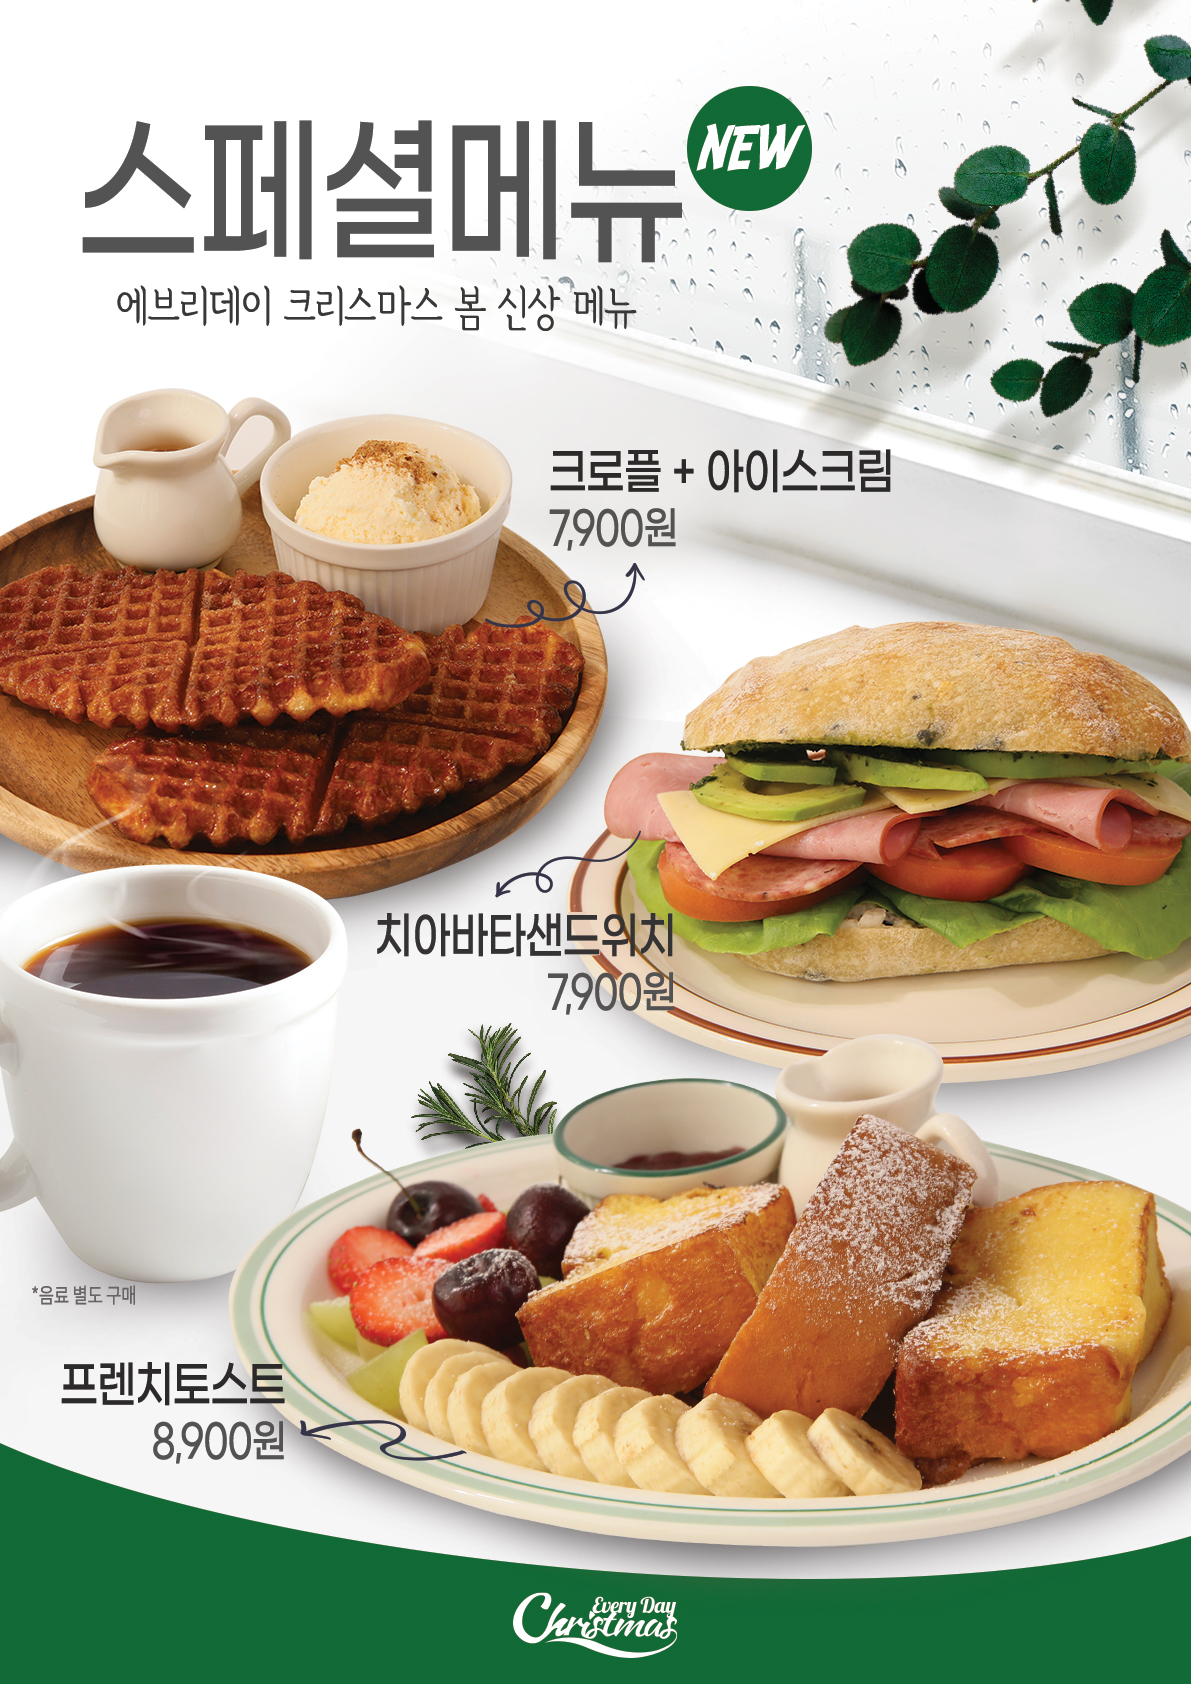 스페셜메뉴
NEW
에브리데이 크리스마스 봄 신상 메뉴
크로플 + 아이스크림
7,900원
치아바타샌드위치
7,900원
*음료 별도 구매
프렌치토스트
8,900원
Every Day
Christmas